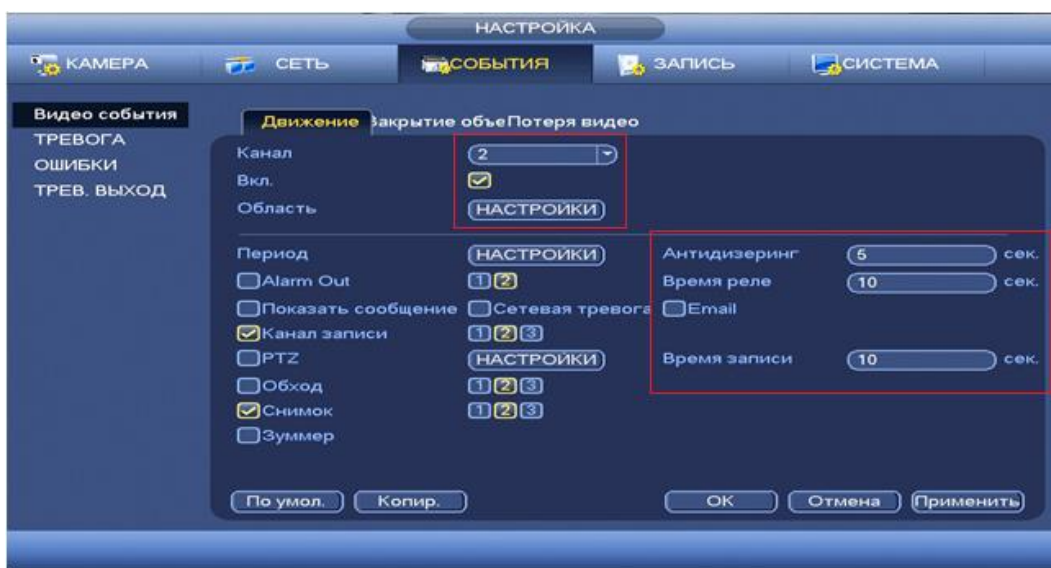 НАСТРОЙКА
КАМЕРА СЕТЬ СОБЫТИЯ ЗАПИСЬ СИСТЕМА
Видео события
ТРЕВОГА
ОШИБКИ
ТРЕВ. ВЫХОД
Движение Закрытие объе Потеря видео
Канал 2
Вкл.
Область НАСТРОЙКИ
Период НАСТРОЙКИ Антидизеринг 5 сек.
Alarm Out 1 2 Время реле 10 сек.
Показать сообщение Сетевая тревога Email
Канал записи 1 2 3
PTZ НАСТРОЙКИ Время записи 10 сек.
Обход 1 2 3
Снимок 1 2 3
Зуммер
По умол. Копир. ОК Отмена Применить